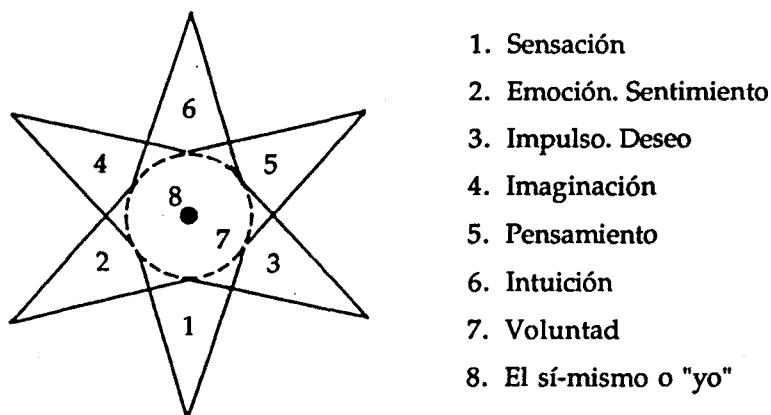 6
4
5
8
7
2
3
1
1. Sensación
2. Emoción. Sentimiento
3. Impulso. Deseo
4. Imaginación
5. Pensamiento
6. Intuición
7. Voluntad
8. El sí-mismo o "yo"